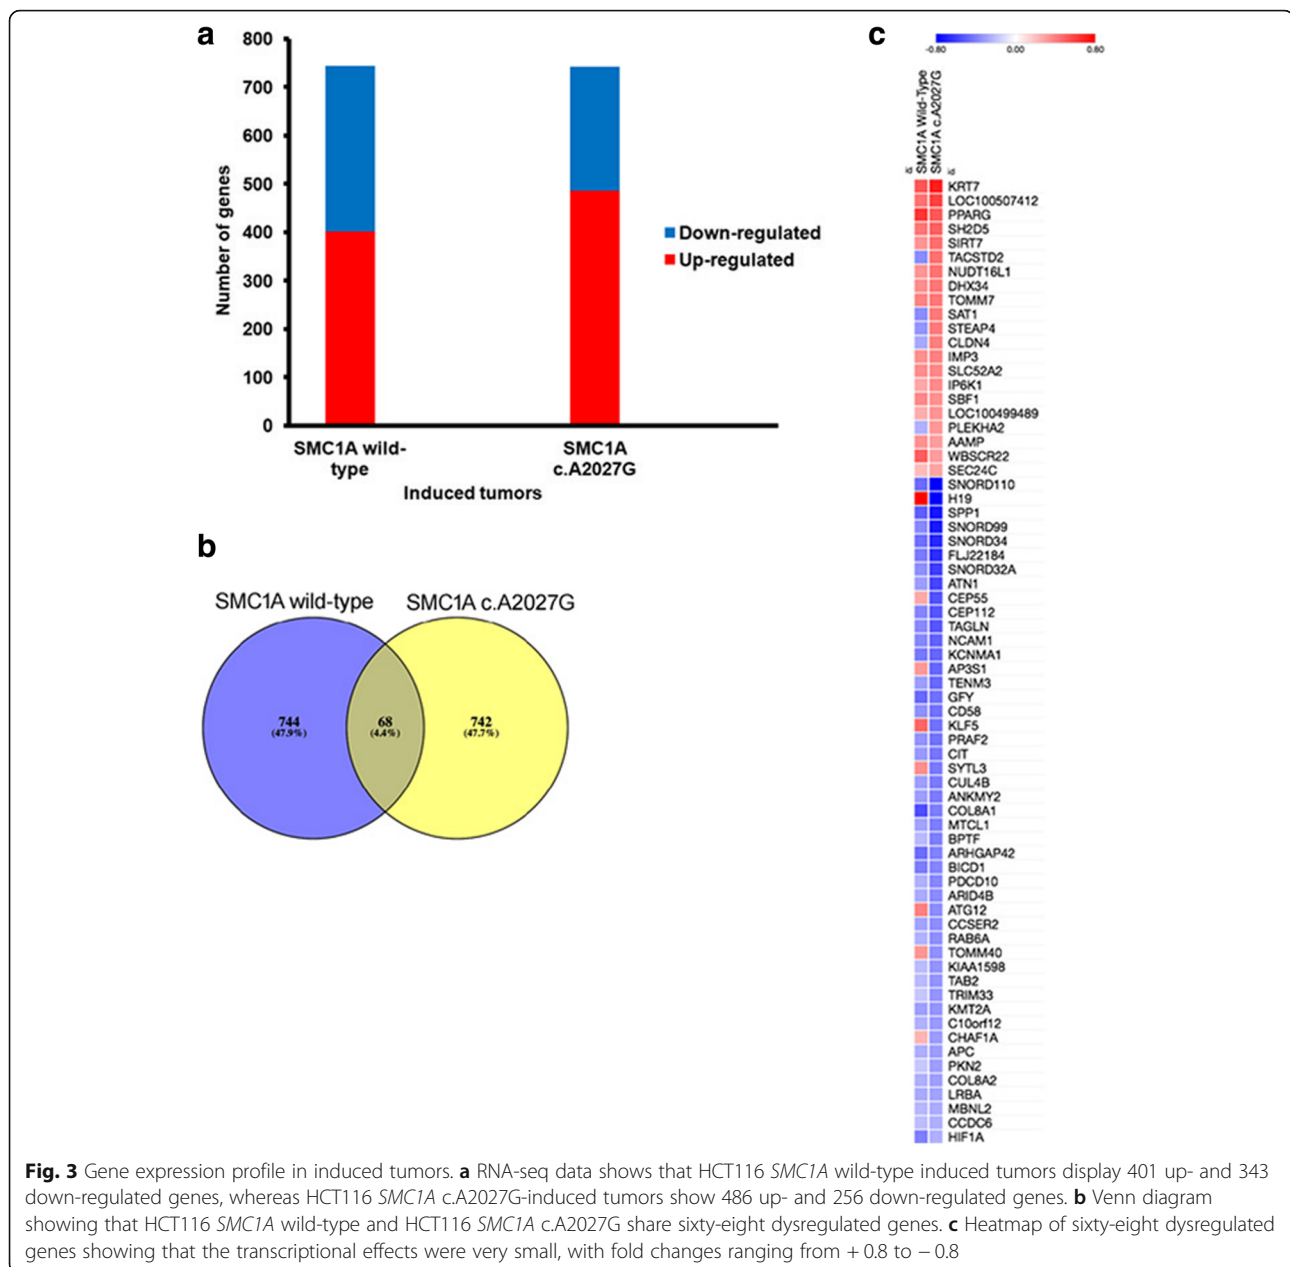 a
800
700
600
500
400
300
200
100
0
Number of genes
SMC1A wild-
type
SMC1A
c.A2027G
Induced tumors
Down-regulated
Up-regulated
b
SMC1A wild-type
SMC1A c.A2027G
744
(47.9%)
68
(4.4%)
742
(47.7%)
c
-0.80
0.00
0.80
id
SMC1A Wild-Type
SMC1A c.A2027G
id
KRT7
LOC100507412
PPARG
SH2D5
SIRT7
TACSTD2
NUDT16L1
DHX34
TOMM7
SAT1
STEAP4
CLDN4
IMP3
SLC52A2
IP6K1
SBF1
LOC100499489
PLEKHA2
AAMP
WBSCR22
SEC24C
SNORD110
H19
SPP1
SNORD99
SNORD34
FLJ22184
SNORD32A
ATN1
CEP55
CEP112
TAGLN
NCAM1
KCNMA1
AP3S1
TENM3
GFY
CD58
KLF5
PRAF2
CIT
SYTL3
CUL4B
ANKMY2
COL8A1
MTCL1
BPTF
ARHGAP42
BICD1
PDCD10
ARID4B
ATG12
CCSER2
RAB6A
TOMM40
KIAA1598
TAB2
TRIM33
KMT2A
C10orf12
CHAF1A
APC
PKN2
COL8A2
LRBA
MBNL2
CCDC6
HIF1A
Fig. 3 Gene expression profile in induced tumors. a RNA-seq data shows that HCT116 SMC1A wild-type induced tumors display 401 up- and 343
down-regulated genes, whereas HCT116 SMC1A c.A2027G-induced tumors show 486 up- and 256 down-regulated genes. b Venn diagram
showing that HCT116 SMC1A wild-type and HCT116 SMC1A c.A2027G share sixty-eight dysregulated genes. c Heatmap of sixty-eight dysregulated
genes showing that the transcriptional effects were very small, with fold changes ranging from + 0.8 to − 0.8